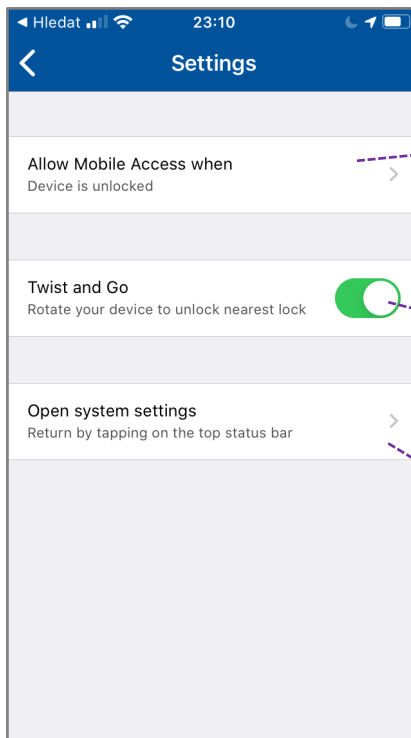 Hledat
23:10
Settings
Allow Mobile Access when
Device is unlocked
Twist and Go
Rotate your device to unlock nearest lock
Open system settings
Return by tapping on the top status bar